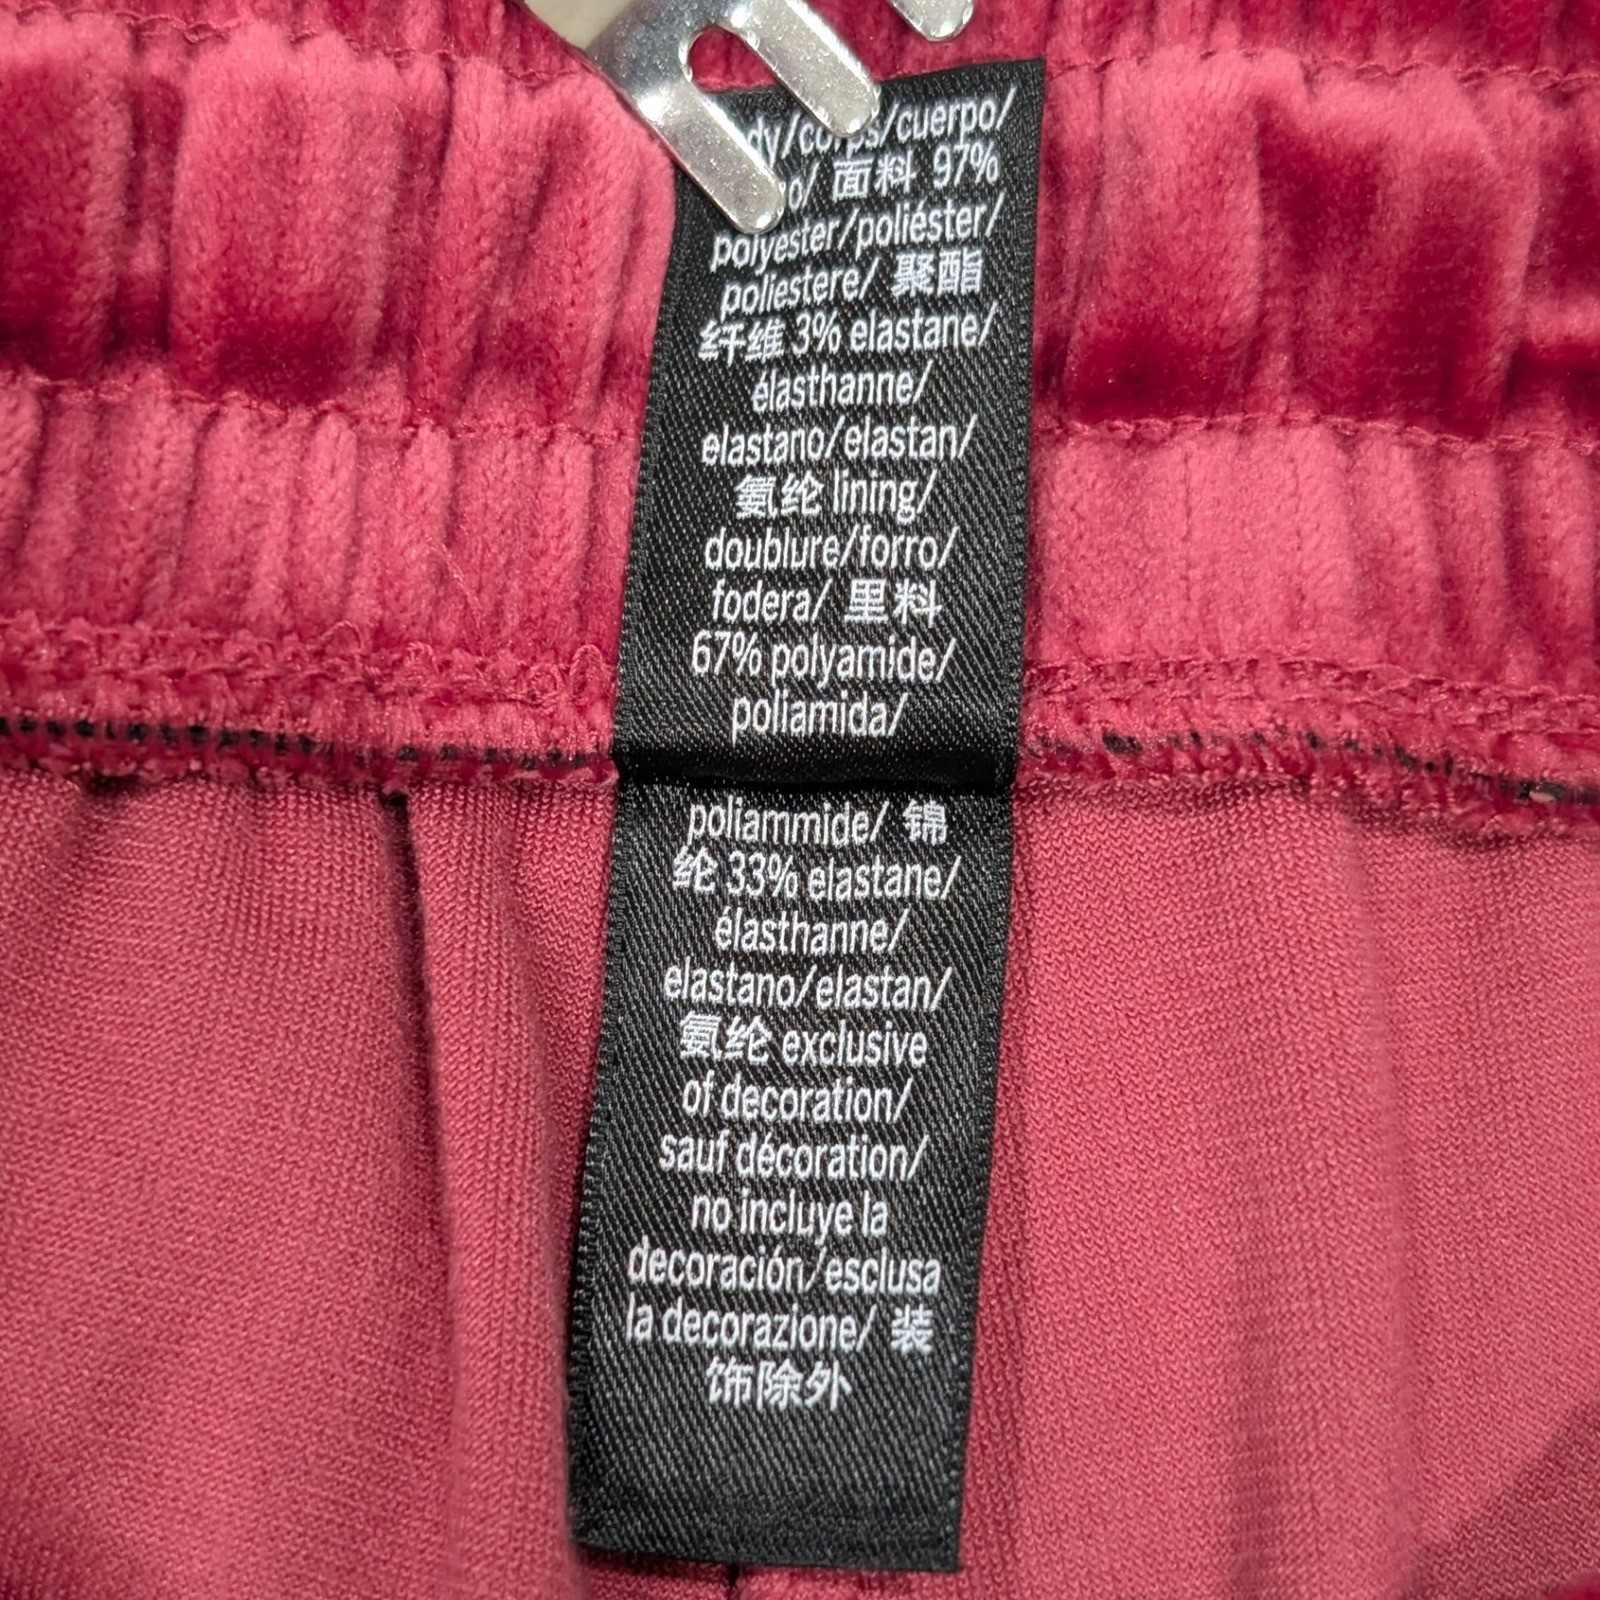 dy/corps/cuerpo/
o/ 面料 97%
polyester/poliéster/
poliestere/ 聚酯
纤维 3% elastane/
élasthanne/
elastano/elastan/
氨纶 lining/
doublure/forro/
fodera/ 里料
67% polyamide/
poliamida/
poliammide/ 锦
纶 33% elastane/
élasthanne/
elastano/elastan/
氨纶 exclusive
of decoration/
sauf décoration/
no incluye la
decoración/esclusa
la decorazione/ 装
饰除外